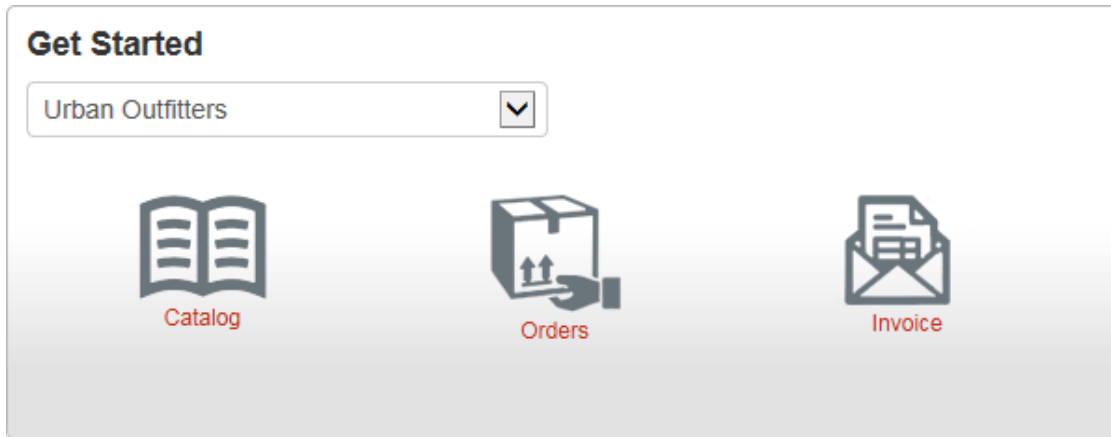 Get Started
Urban Outfitters
Catalog
Orders
Invoice